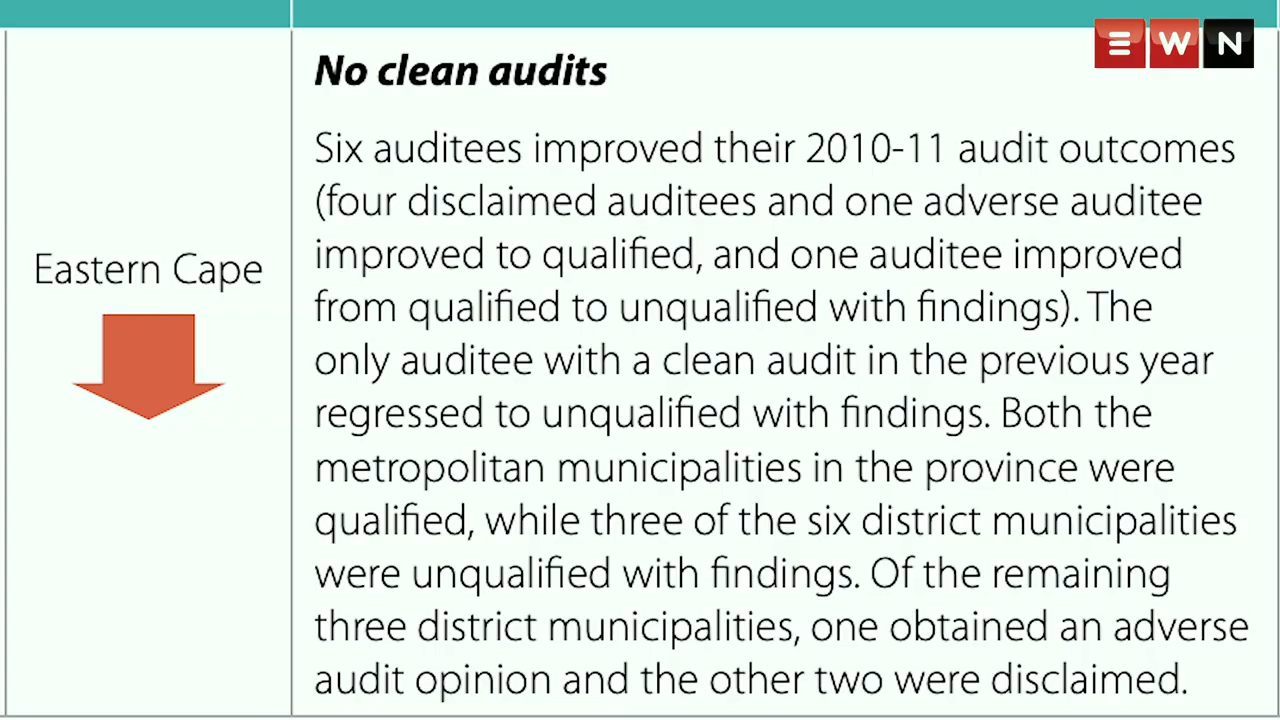 EWN
No clean audits
Six auditees improved their 2010-11 audit outcomes
(four disclaimed auditees and one adverse auditee
improved to qualified, and one auditee improved
from qualified to unqualified with findings). The
only auditee with a clean audit in the previous year
regressed to unqualified with findings. Both the
metropolitan municipalities in the province were
qualified, while three of the six district municipalities
were unqualified with findings. Of the remaining
three district municipalities, one obtained an adverse
audit opinion and the other two were disclaimed.
Eastern Cape